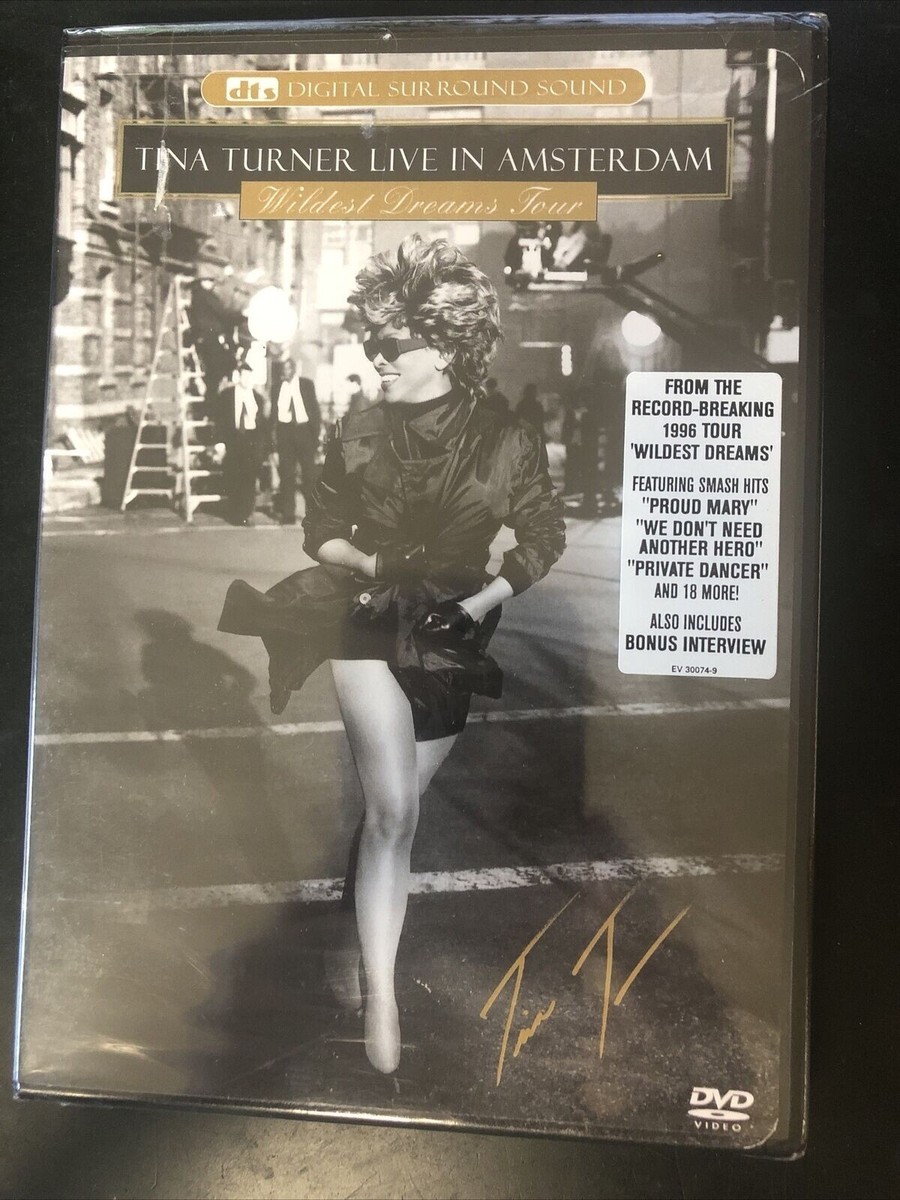 dts DIGITAL SURROUND SOUND
TINA TURNER LIVE IN AMSTERDAM
Wildest Dreams Tour
FROM THE
RECORD-BREAKING
1996 TOUR
'WILDEST DREAMS'
FEATURING SMASH HITS
"PROUD MARY"
"WE DON'T NEED
ANOTHER HERO"
"PRIVATE DANCER"
AND 18 MORE!
ALSO INCLUDES
BONUS INTERVIEW
EV 30074-9
Tina T
DVD
VIDEO